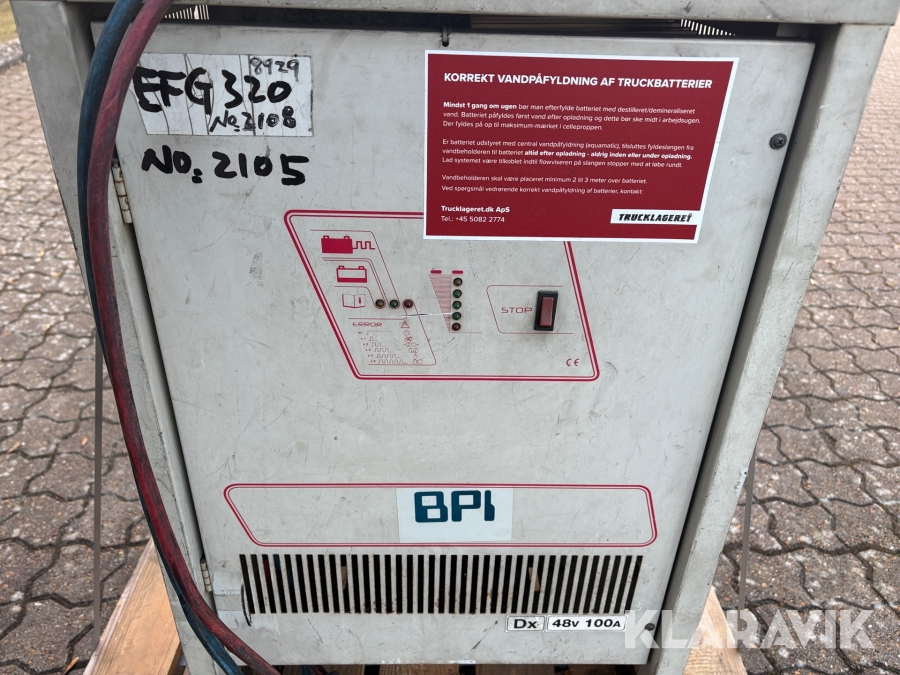 8929
EFG 320
No. 2108
No: 2105
KORREKT VANDPÅFYLDNING AF TRUCKBATTERIER
Mindst 1 gang om ugen bør man efterfylde batteriet med destilleret/demineraliseret
vand. Batteriet påfyldes først vand efter opladning og dette bør ske midt i arbejdsugen.
Der fyldes på op til maksimum-mærket i celleproppen.
Er batteriet udstyret med central vandpåfyldning (aquamatic), tilsluttes fyldeslangen fra
vandbeholderen til batteriet altid efter opladning - aldrig inden eller under opladning.
Lad systemet være tilkoblet indtil flowviseren på slangen stopper med at løbe rundt.
Vandbeholderen skal være placeret minimum 2 til 3 meter over batteriet.
Ved spørgsmål vedrørende korrekt vandpåfyldning af batterier, kontakt:
Trucklageret.dk ApS
Tel.: +45 5082 2774
TRUCKLAGERET
STOP
ERROR
CE
BPI
Dx 48V 100A
KLARAVIK